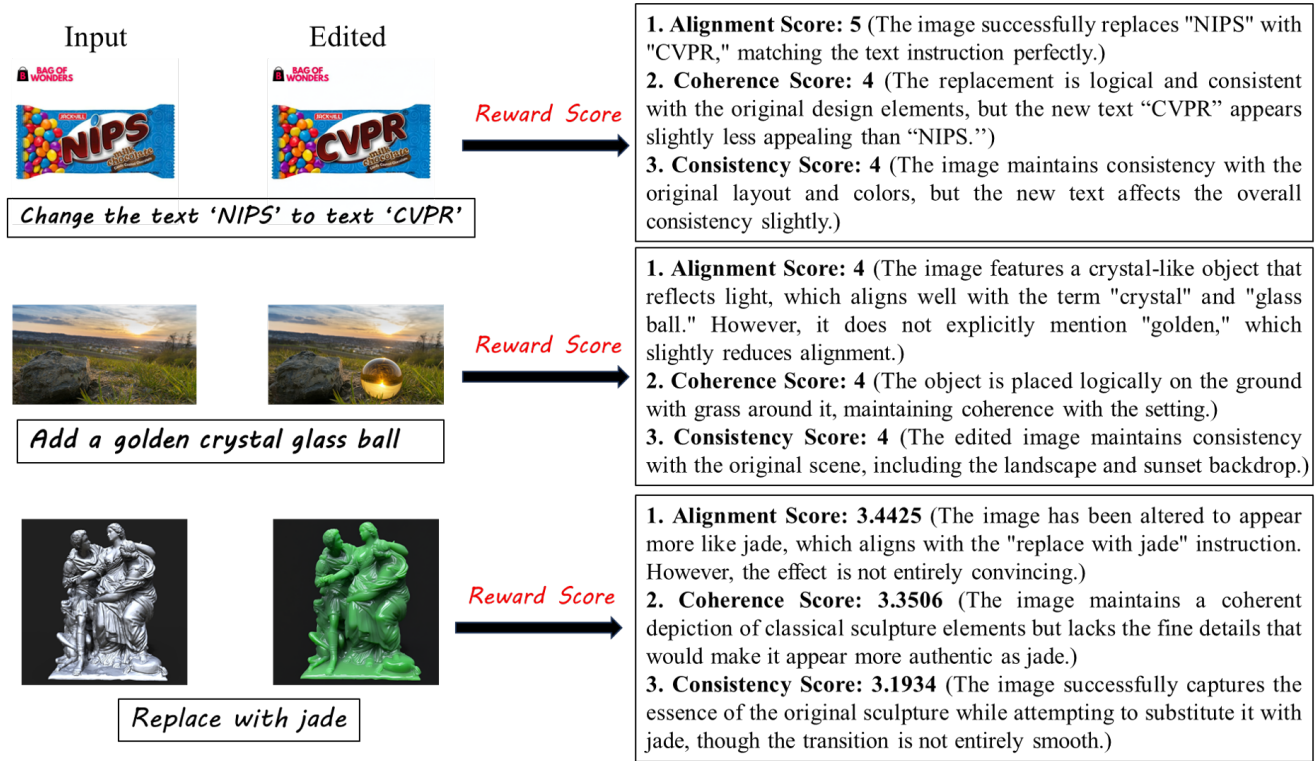 Input
Edited
BAG OF
WONDERS
JACK 'n JILL
NIPS
milk
chocolate
BAG OF
WONDERS
JACK 'n JILL
CVPR
milk
chocolate
Change the text ‘NIPS’ to text ‘CVPR’
Reward Score
1. Alignment Score: 5 (The image successfully replaces "NIPS" with
"CVPR," matching the text instruction perfectly.)
2. Coherence Score: 4 (The replacement is logical and consistent
with the original design elements, but the new text “CVPR” appears
slightly less appealing than “NIPS.’’)
3. Consistency Score: 4 (The image maintains consistency with the
original layout and colors, but the new text affects the overall
consistency slightly.)
Add a golden crystal glass ball
Reward Score
1. Alignment Score: 4 (The image features a crystal-like object that
reflects light, which aligns well with the term "crystal" and "glass
ball." However, it does not explicitly mention "golden," which
slightly reduces alignment.)
2. Coherence Score: 4 (The object is placed logically on the ground
with grass around it, maintaining coherence with the setting.)
3. Consistency Score: 4 (The edited image maintains consistency
with the original scene, including the landscape and sunset backdrop.)
Replace with jade
Reward Score
1. Alignment Score: 3.4425 (The image has been altered to appear
more like jade, which aligns with the "replace with jade" instruction.
However, the effect is not entirely convincing.)
2. Coherence Score: 3.3506 (The image maintains a coherent
depiction of classical sculpture elements but lacks the fine details that
would make it appear more authentic as jade.)
3. Consistency Score: 3.1934 (The image successfully captures the
essence of the original sculpture while attempting to substitute it with
jade, though the transition is not entirely smooth.)